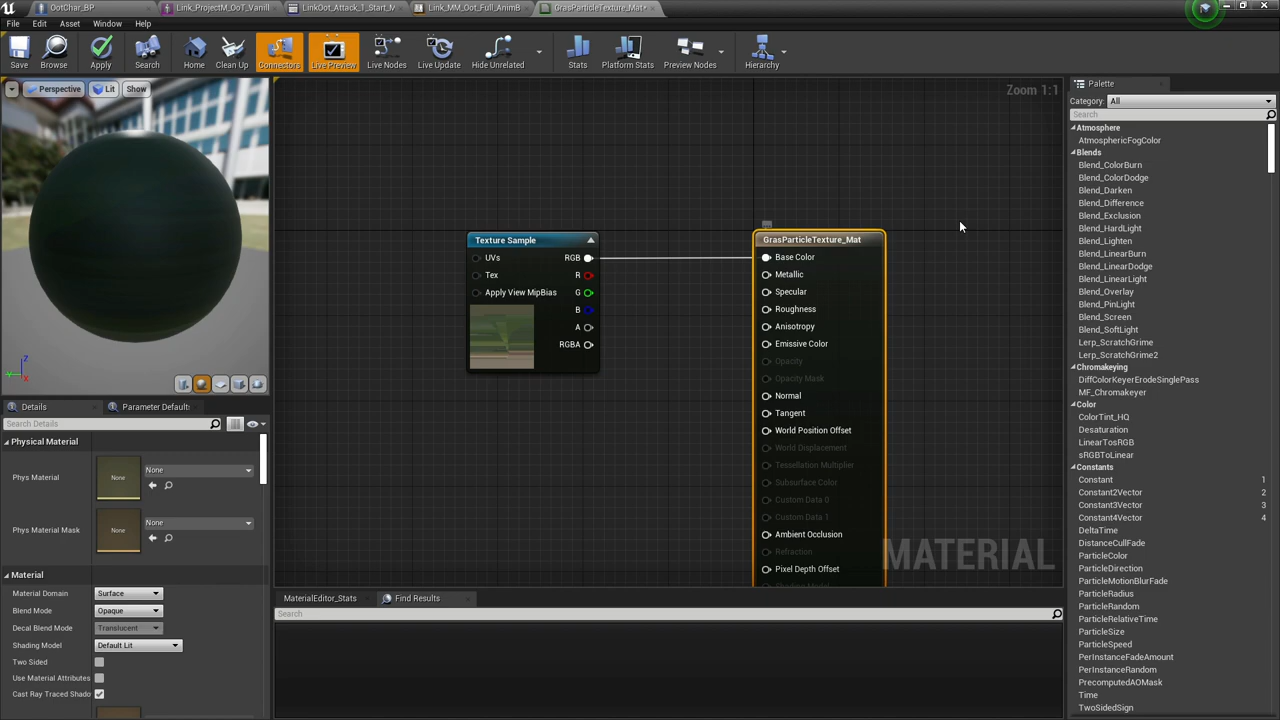 OotChar_BP
Link_ProjectM_OoT_Vanill
LinkOot_Attack_1_Start_M
Link_MM_Oot_Full_AnimB
GrasParticleTexture_Mat*
File Edit Asset Window Help
Save Browse Apply Search Home Clean Up Connectors Live Preview Live Nodes Live Update Hide Unrelated Stats Platform Stats Preview Nodes Hierarchy
Perspective Lit Show
Zoom 1:1
Texture Sample
UVs RGB
Tex R
Apply View MipBias G
B
A
RGBA
GrasParticleTexture_Mat
Base Color
Metallic
Specular
Roughness
Anisotropy
Emissive Color
Opacity
Opacity Mask
Normal
Tangent
World Position Offset
World Displacement
Tessellation Multiplier
Subsurface Color
Custom Data 0
Custom Data 1
Ambient Occlusion
Refraction
Pixel Depth Offset
MATERIAL
Z
Y
X
Details Parameter Default:
Search Details
Physical Material
Phys Material None None
Phys Material Mask None None
Material
Material Domain Surface
Blend Mode Opaque
Decal Blend Mode Translucent
Shading Model Default Lit
Two Sided
Use Material Attributes
Cast Ray Traced Shado
MaterialEditor_Stats Find Results
Search
Palette
Category: All
Search
Atmosphere
AtmosphericFogColor
Blends
Blend_ColorBurn
Blend_ColorDodge
Blend_Darken
Blend_Difference
Blend_Exclusion
Blend_HardLight
Blend_Lighten
Blend_LinearBurn
Blend_LinearDodge
Blend_LinearLight
Blend_Overlay
Blend_PinLight
Blend_Screen
Blend_SoftLight
Lerp_ScratchGrime
Lerp_ScratchGrime2
Chromakeying
DiffColorKeyerErodeSinglePass
MF_Chromakeyer
Color
ColorTint_HQ
Desaturation
LinearTosRGB
sRGBToLinear
Constants
Constant 1
Constant2Vector 2
Constant3Vector 3
Constant4Vector 4
DeltaTime
DistanceCullFade
ParticleColor
ParticleDirection
ParticleMotionBlurFade
ParticleRadius
ParticleRandom
ParticleRelativeTime
ParticleSize
ParticleSpeed
PerInstanceFadeAmount
PerInstanceRandom
PrecomputedAOMask
Time
TwoSidedSign